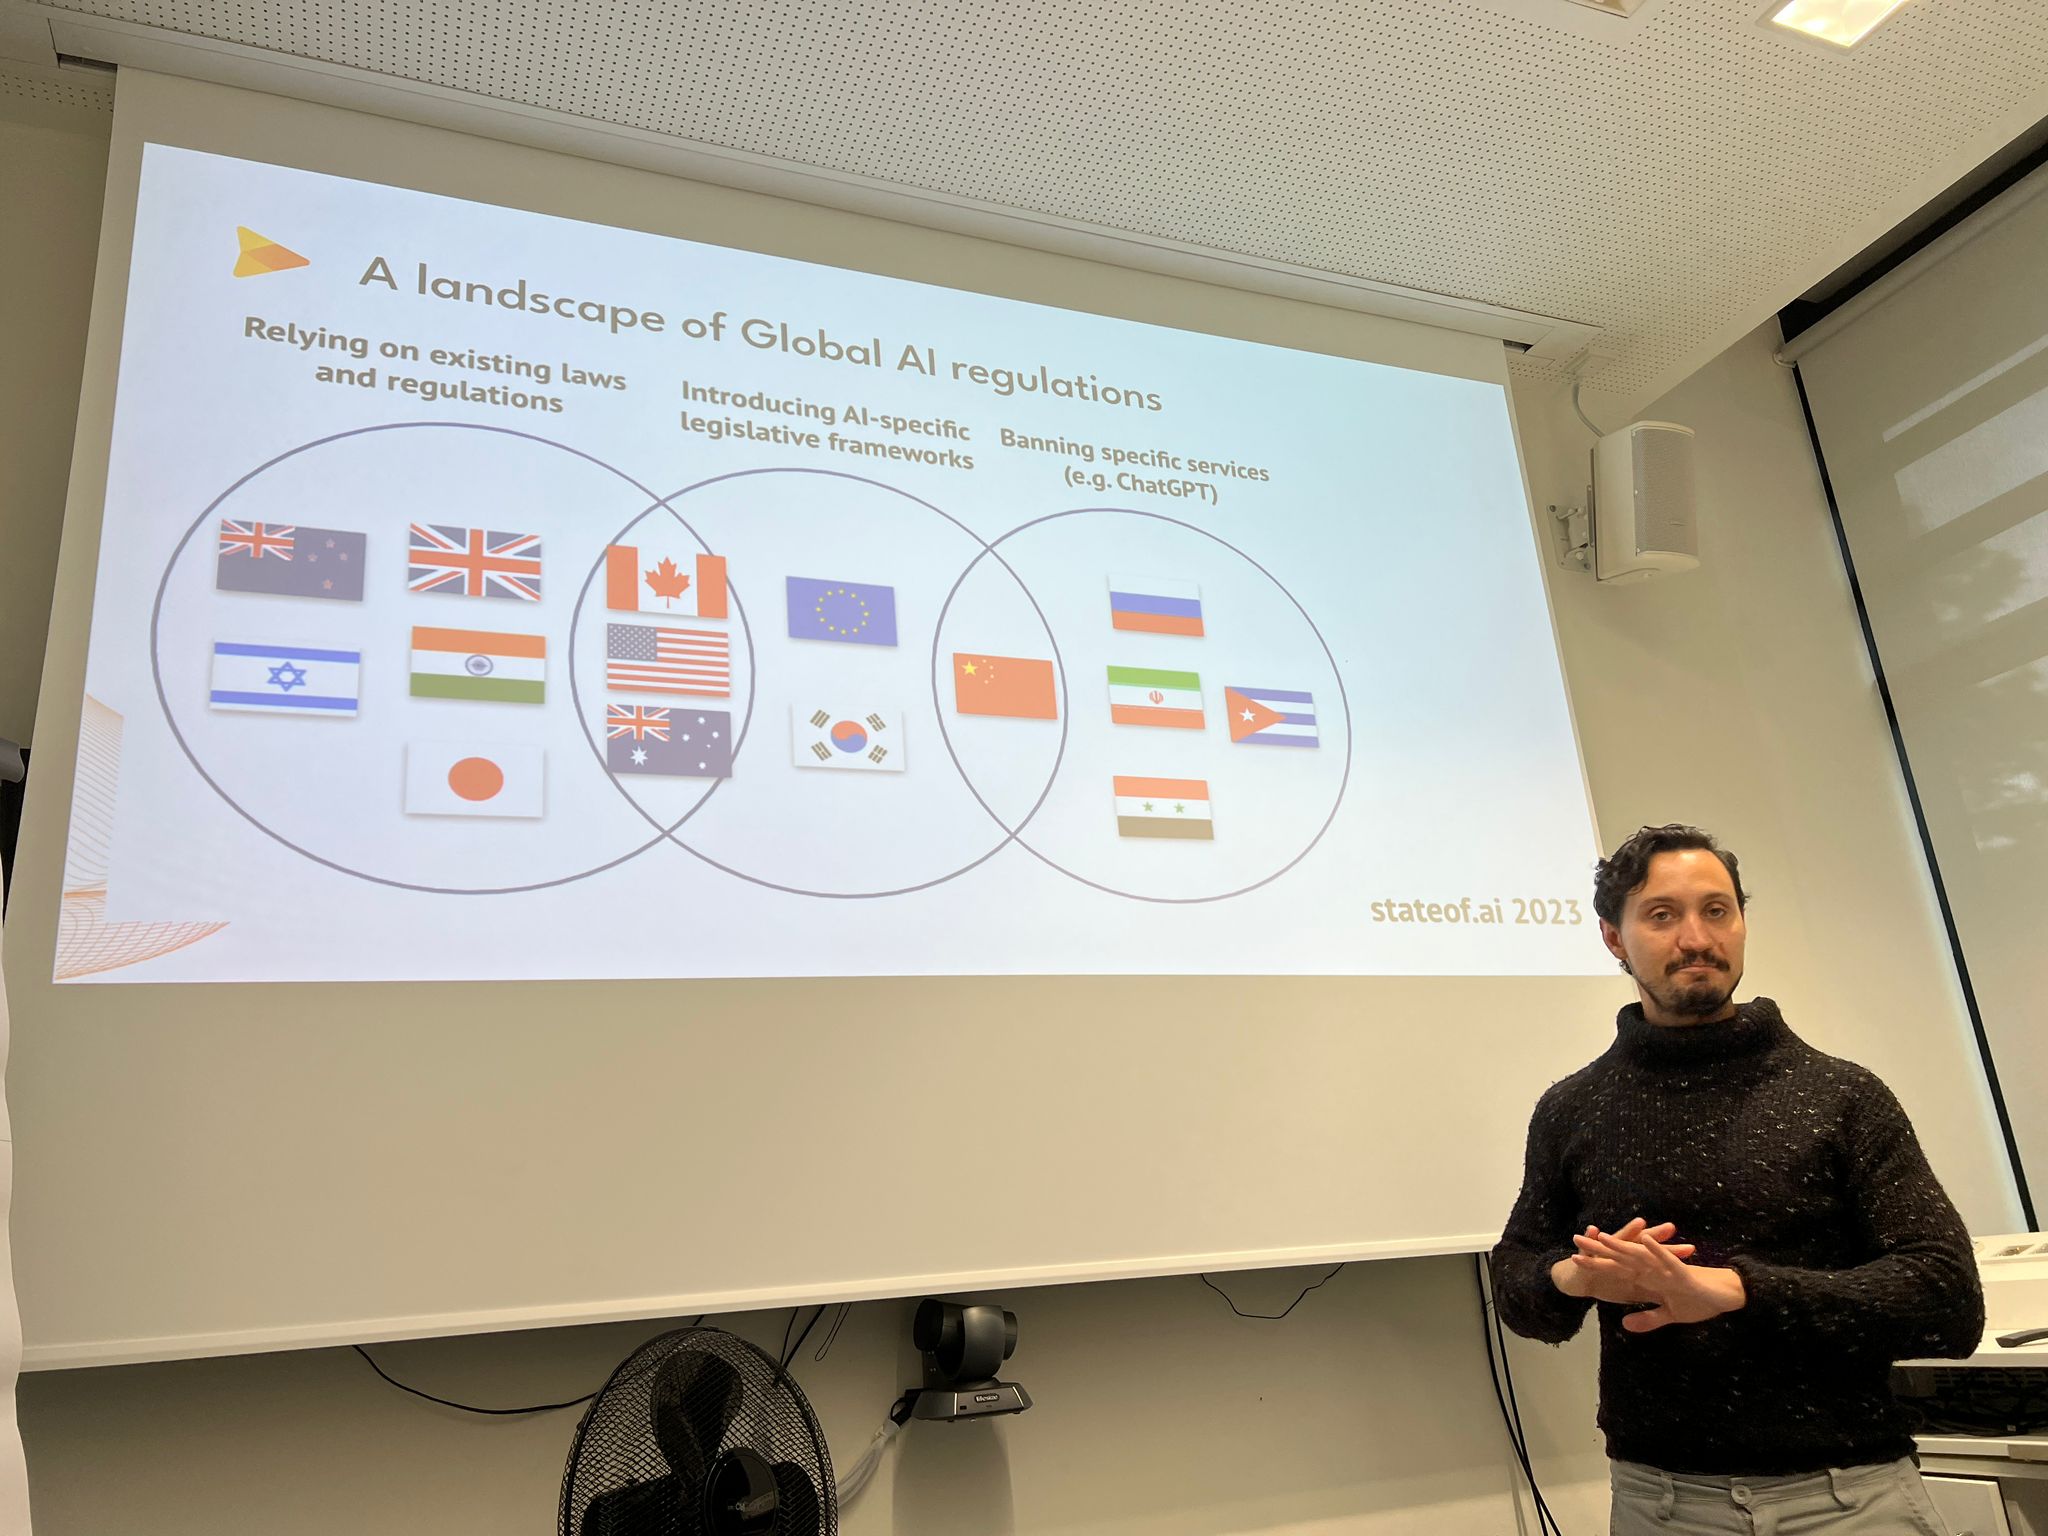 A landscape of Global AI regulations
Relying on existing laws
and regulations
Introducing AI-specific
legislative frameworks
Banning specific services
(e.g. ChatGPT)
stateof.ai 2023